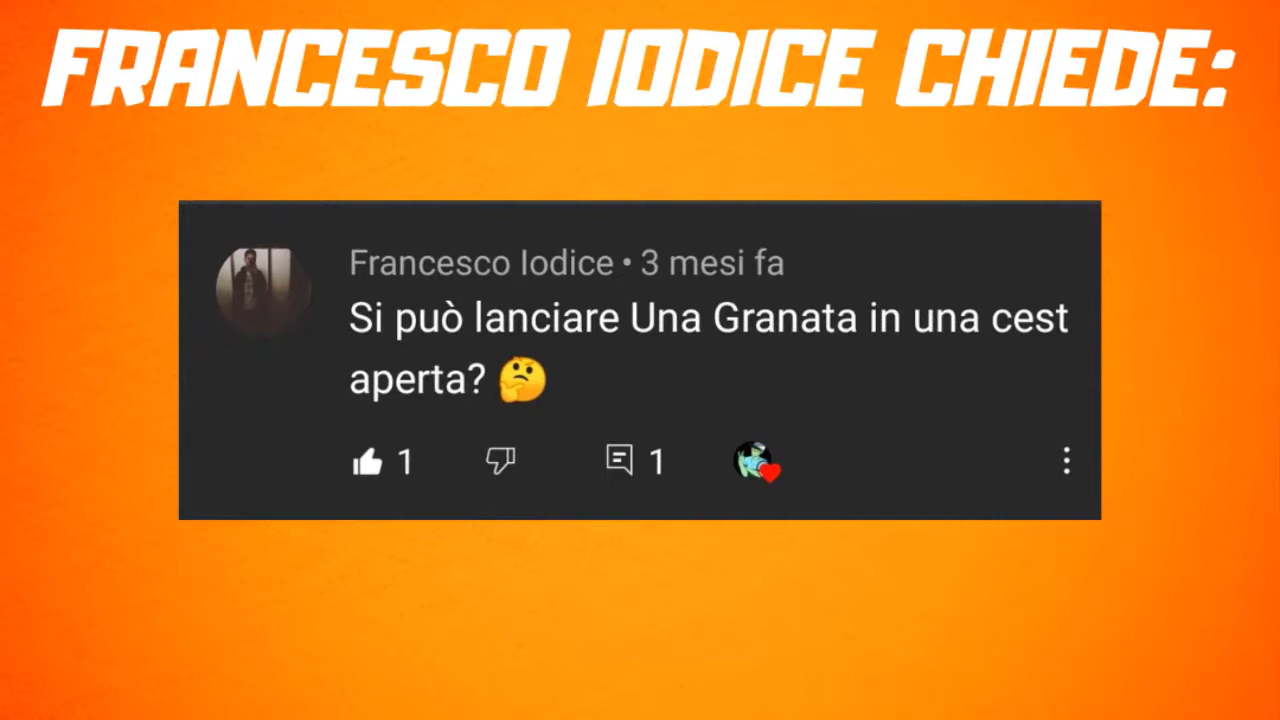 FRANCESCO IODICE CHIEDE:
Francesco Iodice • 3 mesi fa
Si può lanciare Una Granata in una cest
aperta? 🤔
1 1